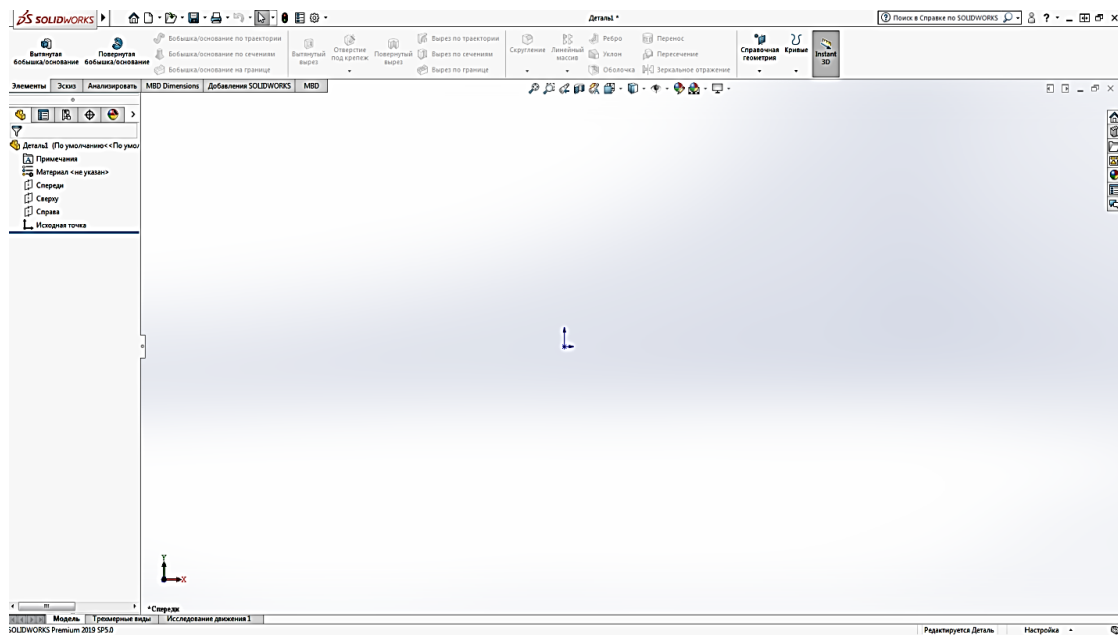 SOLIDWORKS
Деталь1 *
Поиск в Справке по SOLIDWORKS
Вытянутая бобышка/основание
Повернутая бобышка/основание
Бобышка/основание по траектории
Бобышка/основание по сечениям
Бобышка/основание на границе
Вытянутый вырез
Отверстие под крепеж
Повернутый вырез
Вырез по траектории
Вырез по сечениям
Вырез по границе
Скругление
Линейный массив
Ребро
Уклон
Оболочка
Перенос
Пересечение
Зеркальное отражение
Справочная геометрия
Кривые
Instant 3D
Элементы Эскиз Анализировать MBD Dimensions Добавления SOLIDWORKS MBD
Деталь1 (По умолчанию<<По умол
Примечания
Материал <не указан>
Спереди
Сверху
Справа
Исходная точка
Y
X
*Спереди
Модель Трехмерные виды Исследование движения 1
SOLIDWORKS Premium 2019 SP5.0
Редактируется Деталь Настройка